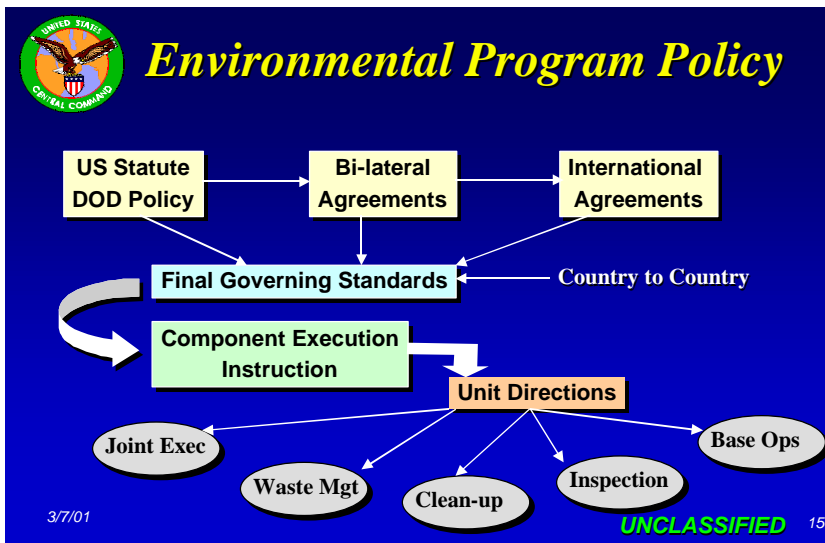 UNITED STATES
CENTRAL COMMAND
Environmental Program Policy
US Statute
DOD Policy
Bi-lateral
Agreements
International
Agreements
Final Governing Standards
Country to Country
Component Execution
Instruction
Unit Directions
Joint Exec
Waste Mgt
Clean-up
Inspection
Base Ops
3/7/01
UNCLASSIFIED
15